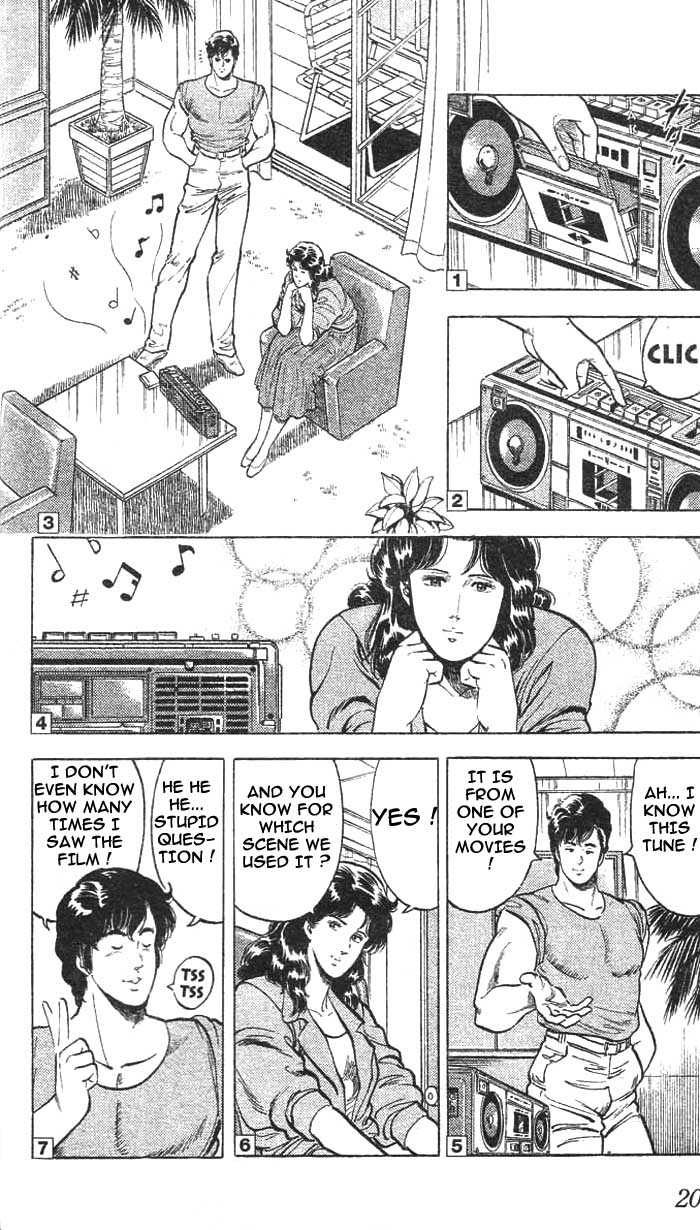 1
CLIC
2
3
4
AH... I
KNOW
THIS
TUNE !
IT IS
FROM
ONE OF
YOUR
MOVIES
!
5
YES !
AND YOU
KNOW FOR
WHICH
SCENE WE
USED IT ?
6
HE HE
HE...
STUPID
QUES-
TION !
I DON'T
EVEN KNOW
HOW MANY
TIMES I
SAW THE
FILM !
TSS
TSS
7
20